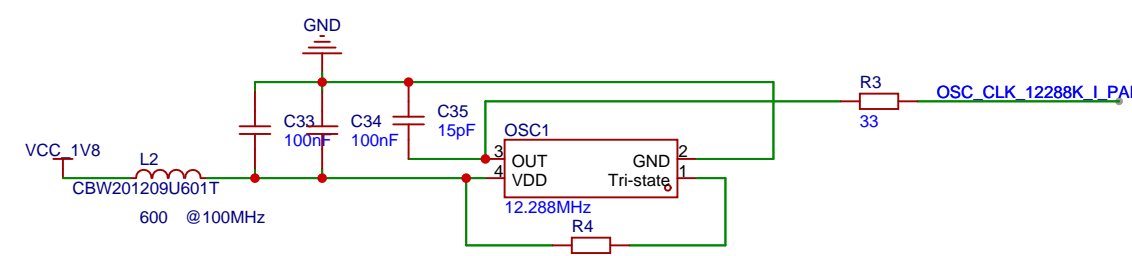 GND
R3
OSC_CLK_12288K_I_PA
33
C33
100nF
C34
100nF
C35
15pF
OSC1
3
OUT
GND
2
4
VDD
Tri-state
1
12.288MHz
VCC_1V8
L2
CBW201209U601T
600 @100MHz
R4